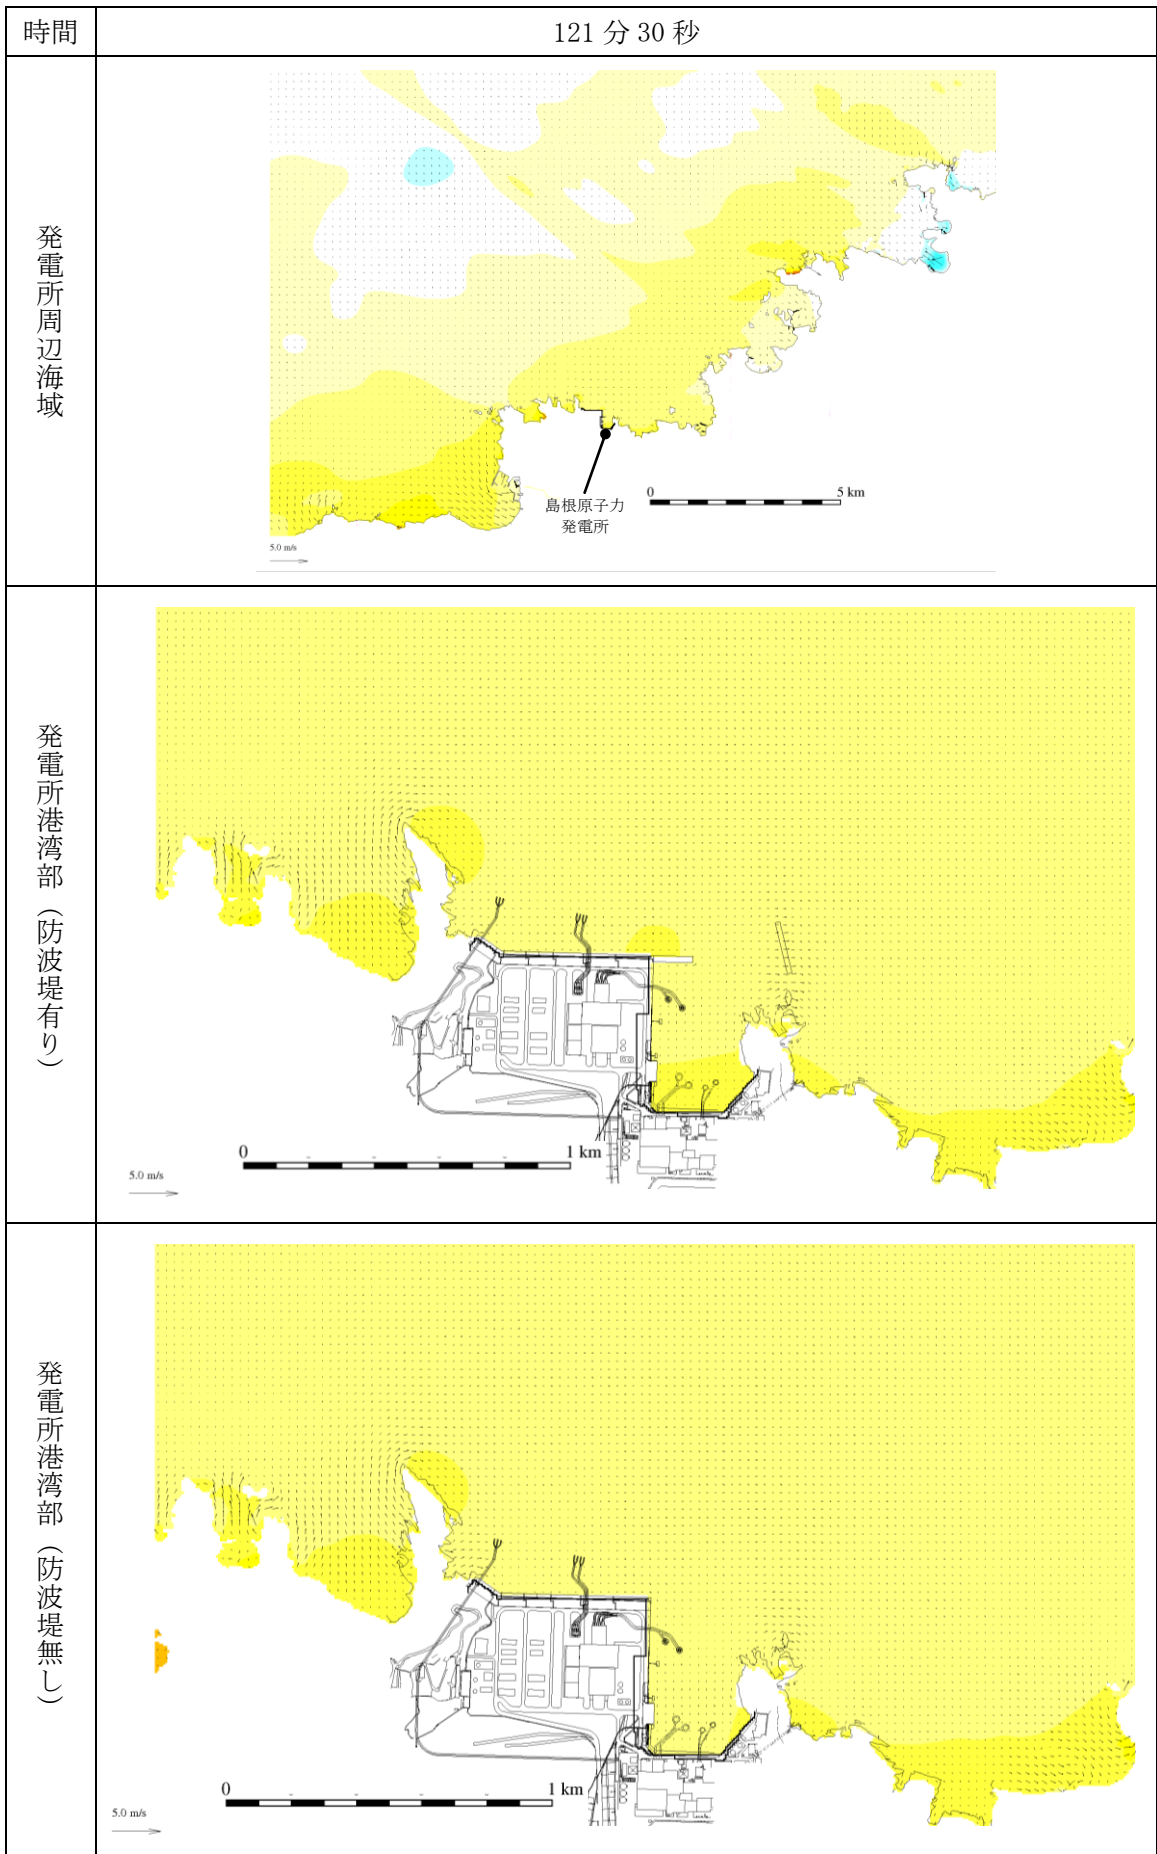 時間
121 分 30 秒
発電所周辺海域
島根原子力
発電所
0
5 km
5.0 m/s
発電所港湾部（防波堤有り）
0
1 km
5.0 m/s
発電所港湾部（防波堤無し）
0
1 km
5.0 m/s